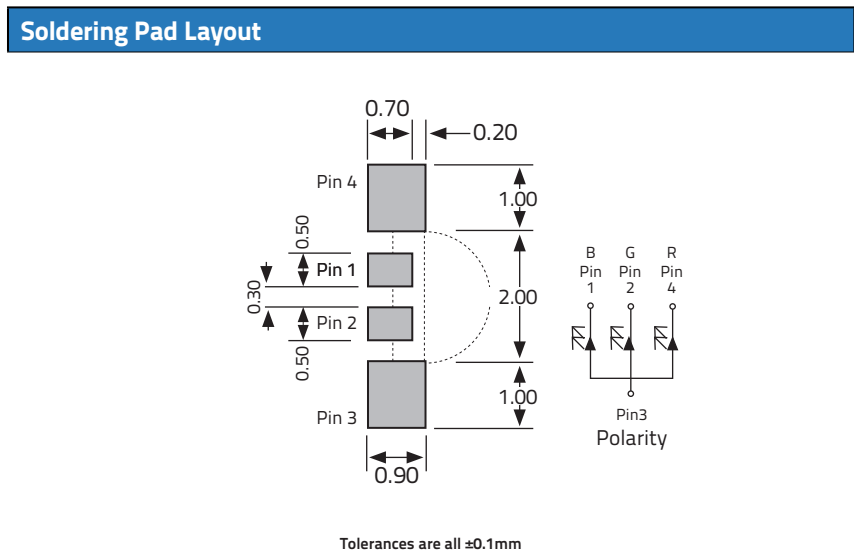 Soldering Pad Layout
0.70
0.20
Pin 4
1.00
0.50
Pin 1
0.30
2.00
Pin 2
0.50
1.00
Pin 3
0.90
B G R
Pin Pin Pin
1 2 4
Pin3
Polarity
Tolerances are all ±0.1mm